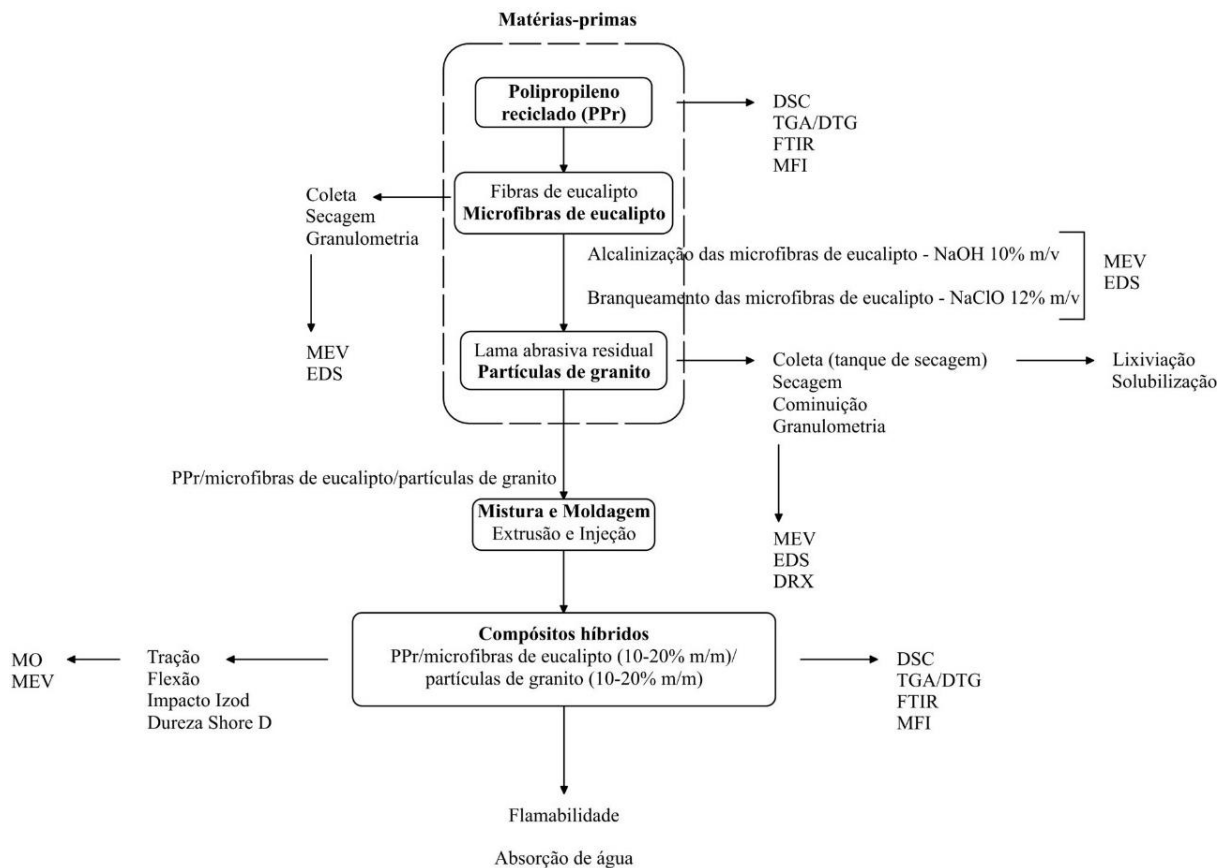 Matérias-primas
Polipropileno
reciclado (PPr)
DSC
TGA/DTG
FTIR
MFI
Fibras de eucalipto
Microfibras de eucalipto
Coleta
Secagem
Granulometria
Alcalinização das microfibras de eucalipto - NaOH 10% m/v
Branqueamento das microfibras de eucalipto - NaClO 12% m/v
MEV
EDS
MEV
EDS
Lama abrasiva residual
Partículas de granito
Coleta (tanque de secagem)
Secagem
Cominuição
Granulometria
Lixiviação
Solubilização
PPr/microfibras de eucalipto/partículas de granito
Mistura e Moldagem
Extrusão e Injeção
MEV
EDS
DRX
Compósitos híbridos
PPr/microfibras de eucalipto (10-20% m/m)/
partículas de granito (10-20% m/m)
MO
MEV
Tração
Flexão
Impacto Izod
Dureza Shore D
DSC
TGA/DTG
FTIR
MFI
Flamabilidade
Absorção de água